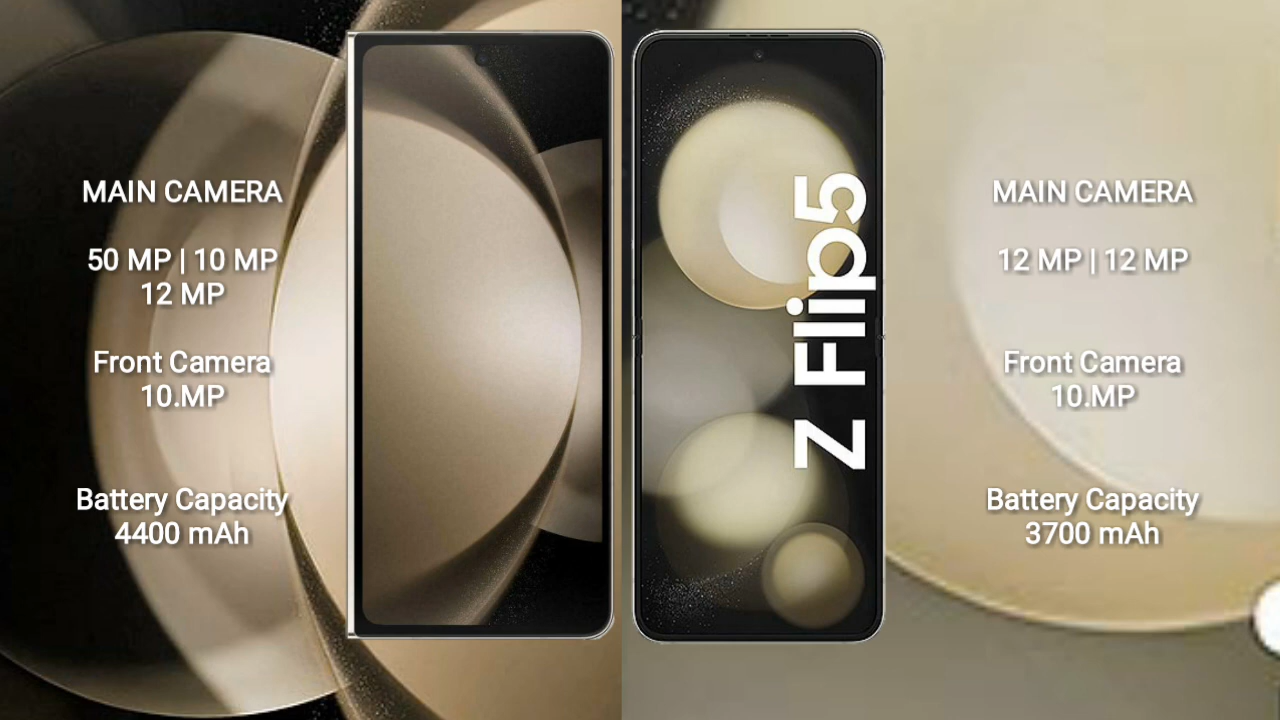 MAIN CAMERA
50 MP | 10 MP
12 MP
Front Camera
10.MP
Battery Capacity
4400 mAh
Z Flip5
MAIN CAMERA
12 MP | 12 MP
Front Camera
10.MP
Battery Capacity
3700 mAh